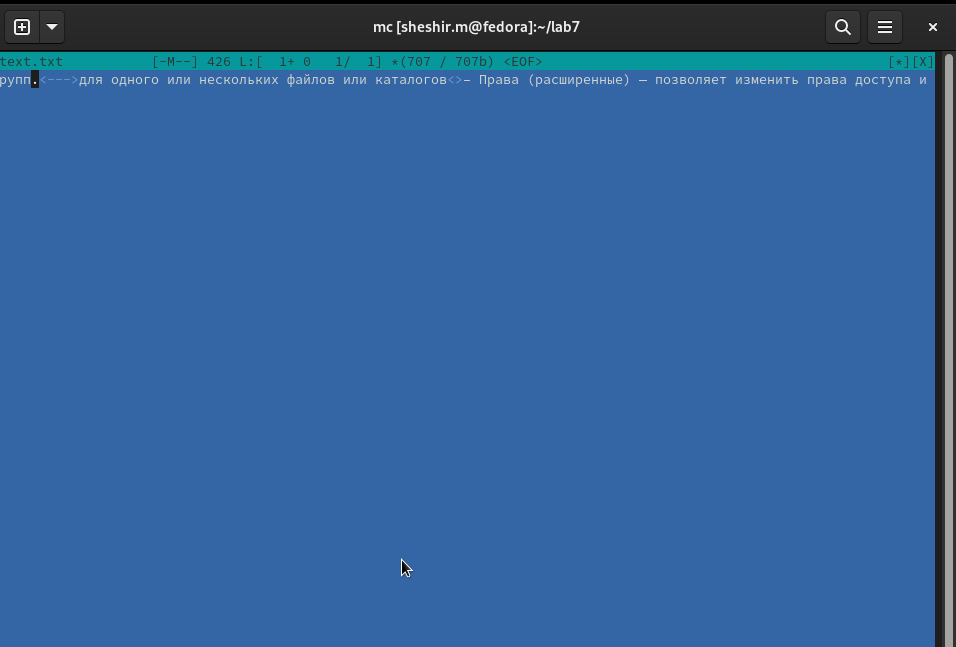 mc [sheshir.m@fedora]:~/lab7
text.txt [-M--] 426 L:[ 1+ 0 1/ 1] *(707 / 707b) <EOF> [*][X]
рупп.<--->для одного или нескольких файлов или каталогов<>– Права (расширенные) — позволяет изменить права доступа и